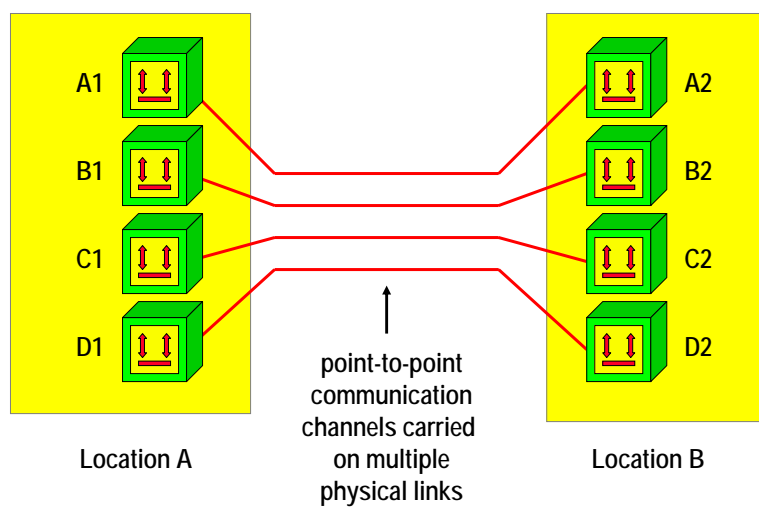 A1
A2
B1
B2
C1
C2
D1
D2
point-to-point
communication
channels carried
on multiple
physical links
Location A
Location B